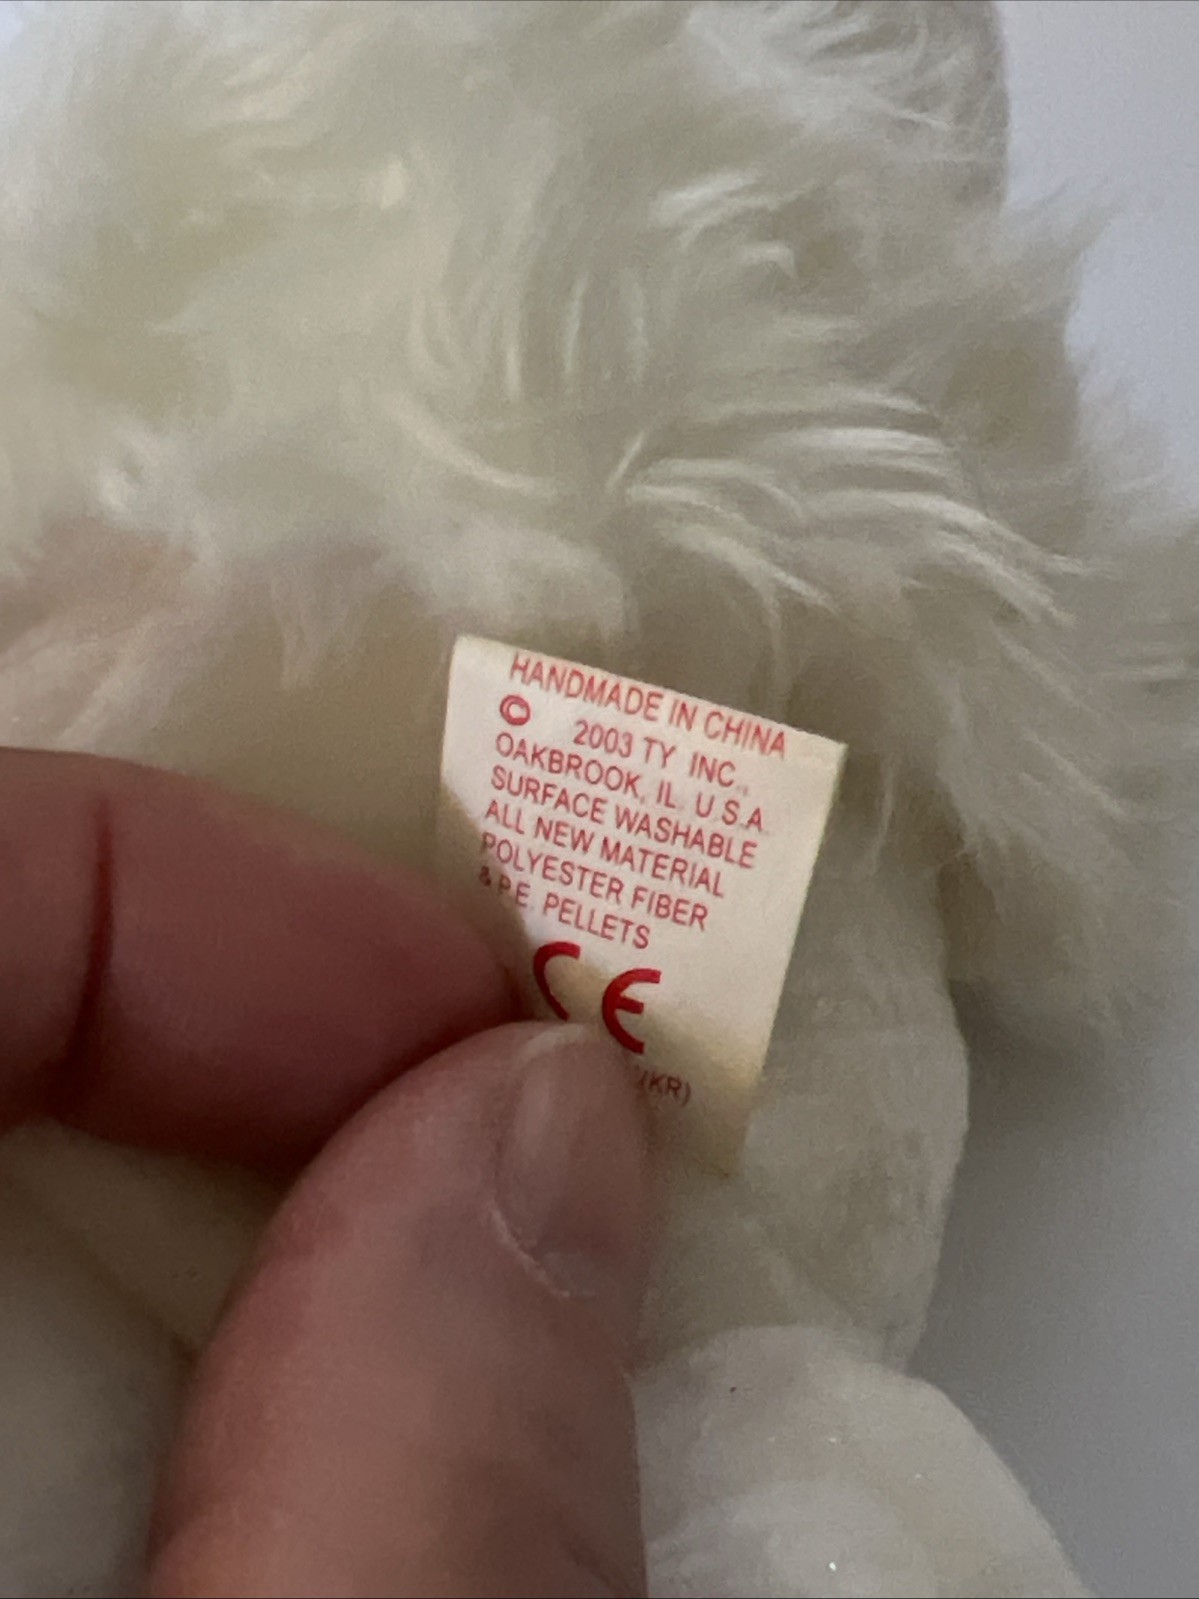 HANDMADE IN CHINA
© 2003 TY INC.,
OAKBROOK, IL. U.S.A.
SURFACE WASHABLE
ALL NEW MATERIAL
POLYESTER FIBER
& P.E. PELLETS
CE
(KR)